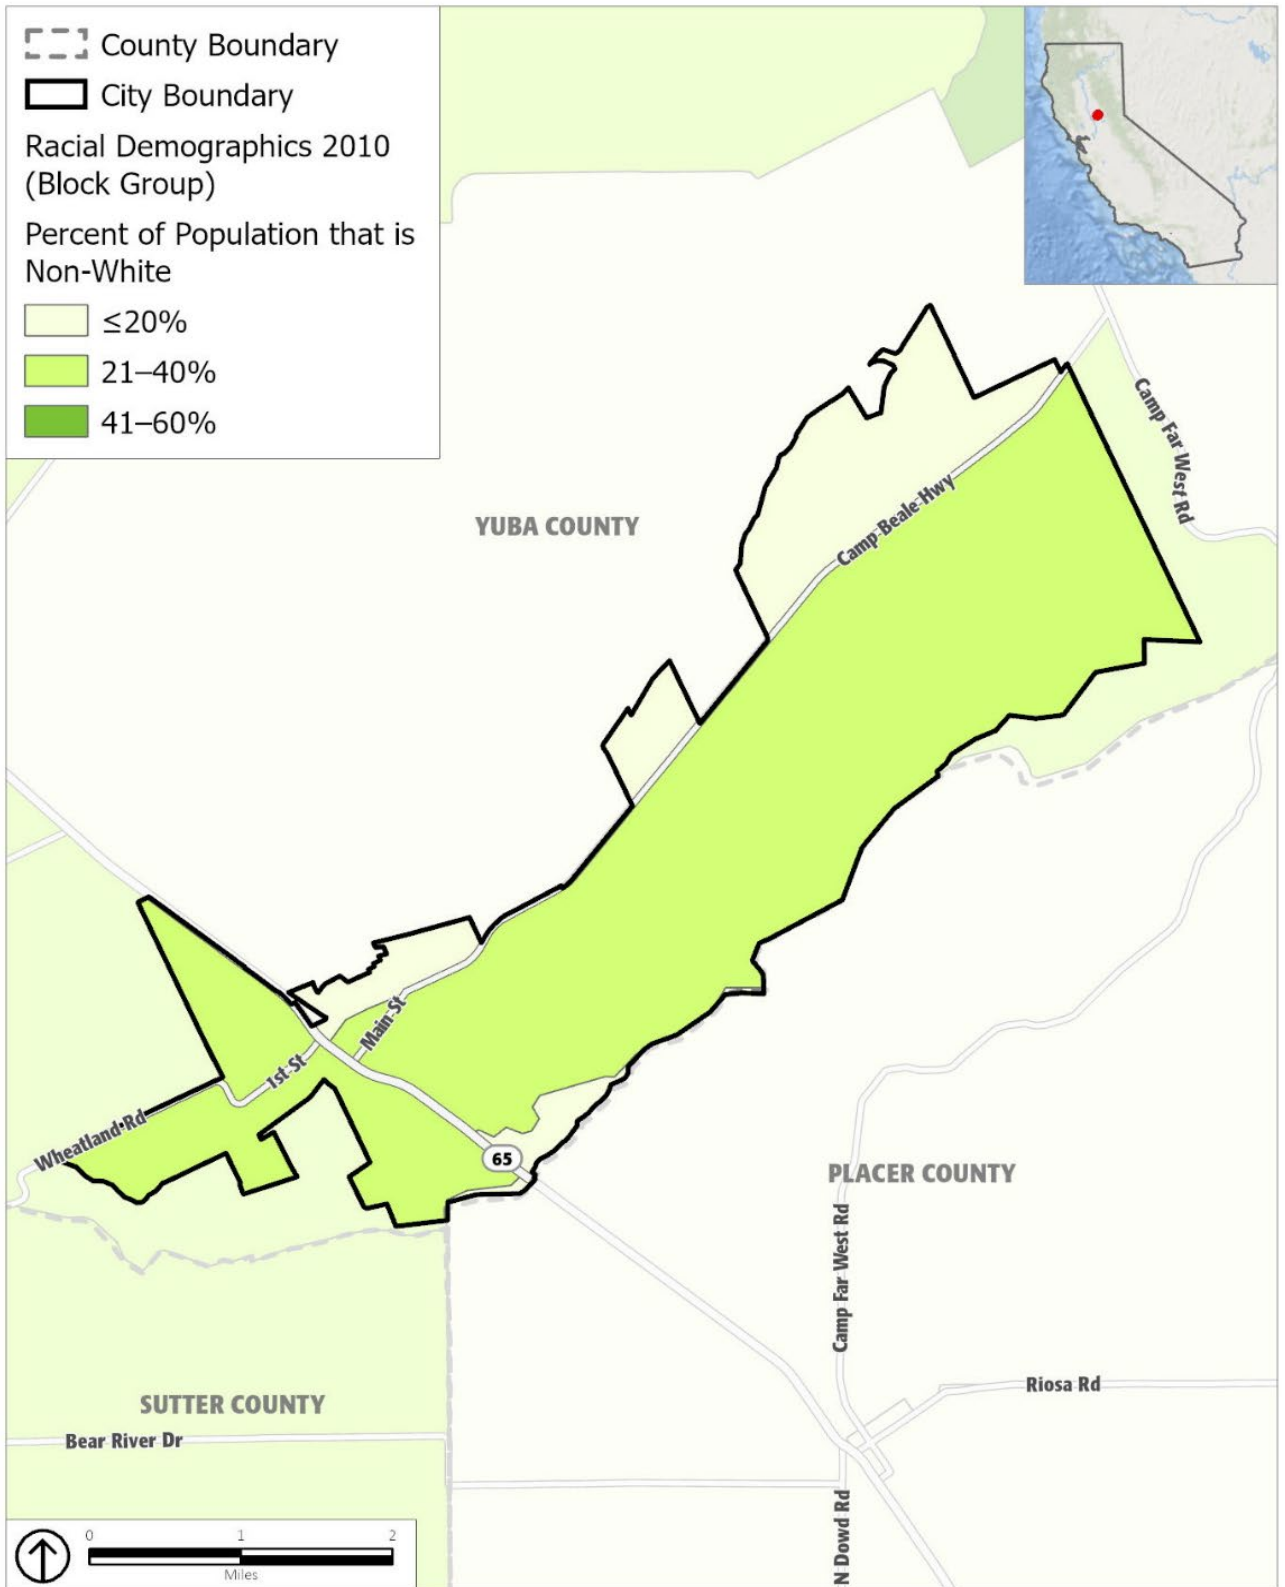 County Boundary
City Boundary
Racial Demographics 2010
(Block Group)
Percent of Population that is
Non-White
≤20%
21–40%
41–60%
Camp Far West Rd
YUBA COUNTY
Camp Beale Hwy
Main St
1st St
Wheatland Rd
65
PLACER COUNTY
Camp Far West Rd
Riosa Rd
SUTTER COUNTY
Bear River Dr
N Dowd Rd
0 1 2
Miles